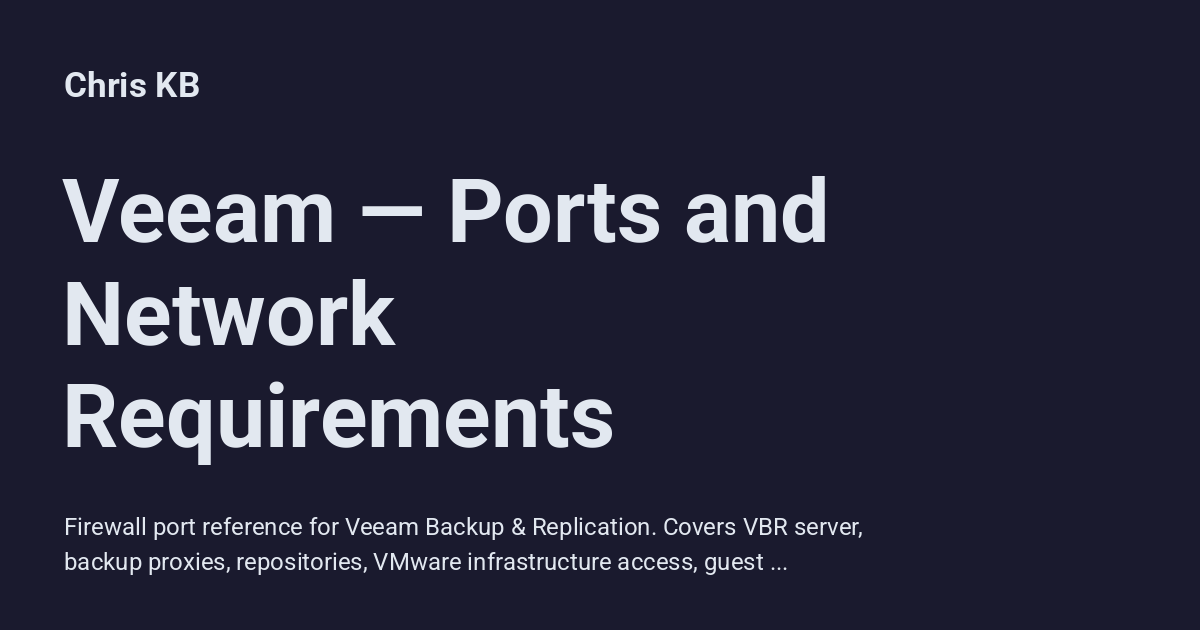 Chris KB
Veeam — Ports and
Network
Requirements
Firewall port reference for Veeam Backup & Replication. Covers VBR server,
backup proxies, repositories, VMware infrastructure access, guest ...